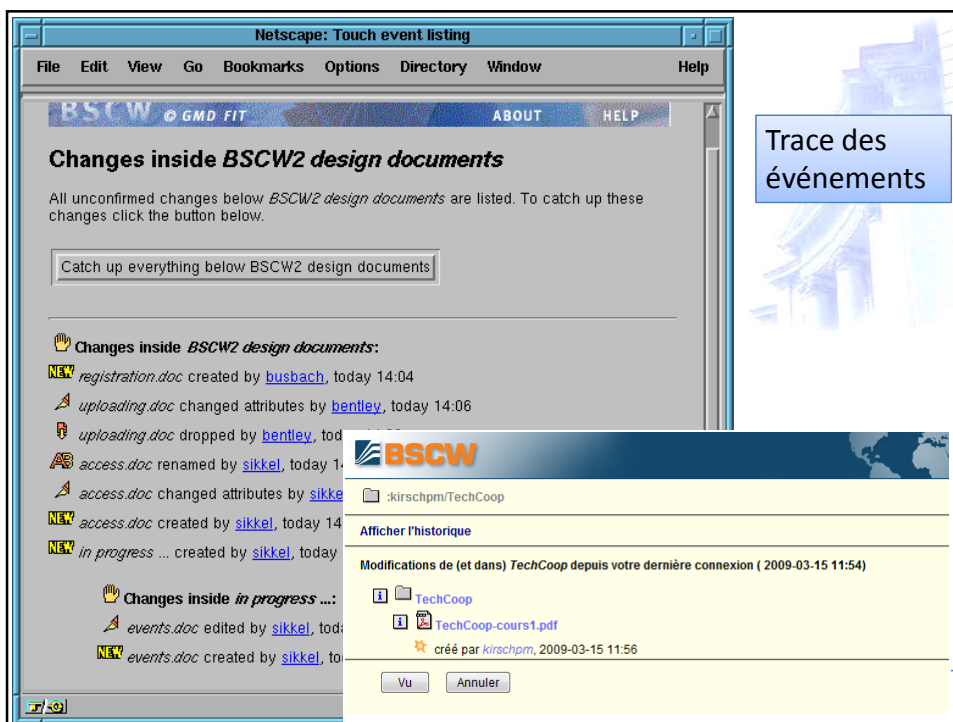 Netscape: Touch event listing
File Edit View Go Bookmarks Options Directory Window Help
BSCW © GMD FIT ABOUT HELP
Changes inside BSCW2 design documents
All unconfirmed changes below BSCW2 design documents are listed. To catch up these
changes click the button below.
Catch up everything below BSCW2 design documents
Changes inside BSCW2 design documents:
NEW registration.doc created by busbach, today 14:04
uploading.doc changed attributes by bentley, today 14:06
uploading.doc dropped by bentley,
AB access.doc renamed by sikkel, today
access.doc changed attributes by
NEW access.doc created by sikkel, today 14
NEW in progress ... created by sikkel, today
Changes inside in progress ...:
events.doc edited by sikkel,
NEW events.doc created by sikkel,
Trace des
événements
BSCW
:kirschpm/TechCoop
Afficher l'historique
Modifications de (et dans) TechCoop depuis votre dernière connexion ( 2009-03-15 11:54)
i TechCoop
i TechCoop-cours1.pdf
créé par kirschpm, 2009-03-15 11:56
Vu Annuler